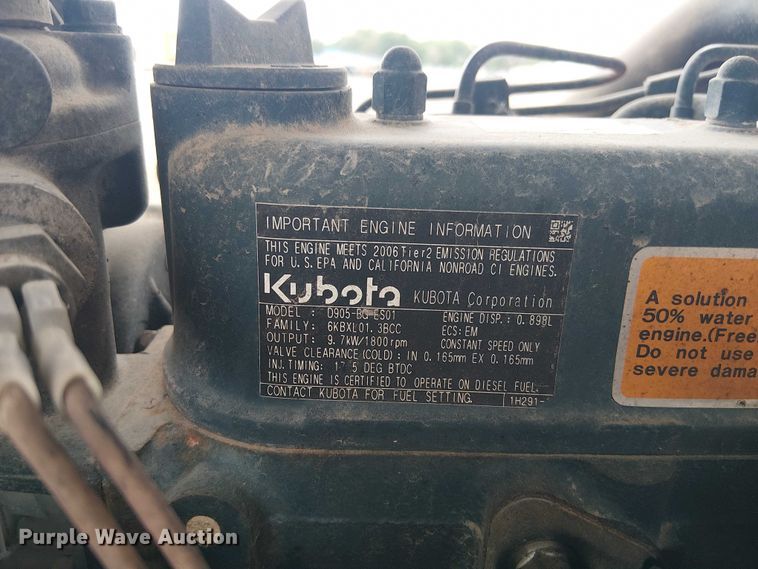 IMPORTANT ENGINE INFORMATION
THIS ENGINE MEETS 2006 Tier2 EMISSION REGULATIONS
FOR U.S. EPA AND CALIFORNIA NONROAD CI ENGINES.
Kubota KUBOTA Corporation
MODEL : D905-BG-ES01 ENGINE DISP.: 0.898L
FAMILY: 6KBXL01.3BCC ECS: EM
OUTPUT: 9.7kW/1800rpm CONSTANT SPEED ONLY
VALVE CLEARANCE(COLD): IN 0.165mm EX 0.165mm
INJ.TIMING: 5 DEG BTDC
THIS ENGINE IS CERTIFIED TO OPERATE ON DIESEL FUEL.
CONTACT KUBOTA FOR FUEL SETTING. 1H291-
A solution
50% water
engine.(Free
Do not use
severe dama
Purple Wave Auction